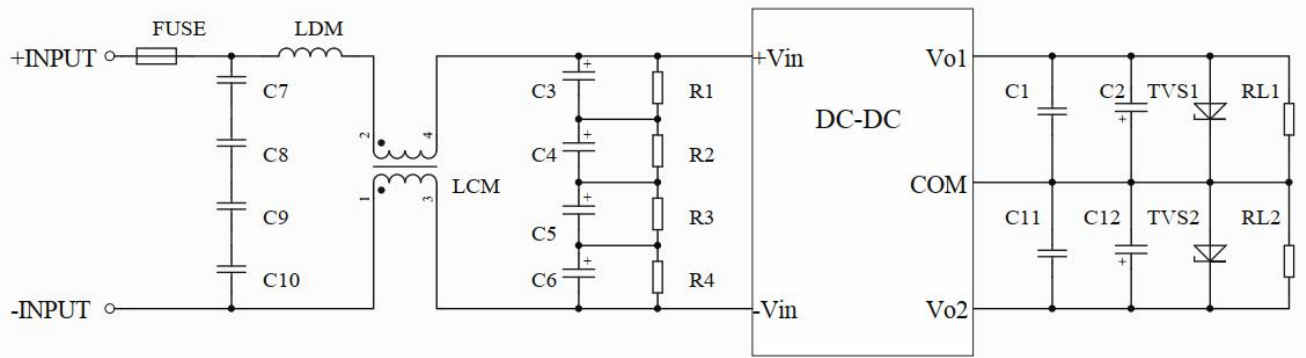 FUSE LDM
+INPUT
C7
C8
C9
C10
-INPUT
2 4
1 3
LCM
C3 + R1
C4 + R2
C5 + R3
C6 + R4
+Vin Vo1
DC-DC
COM
-Vin Vo2
C1 C2 + TVS1 RL1
C11 C12 + TVS2 RL2